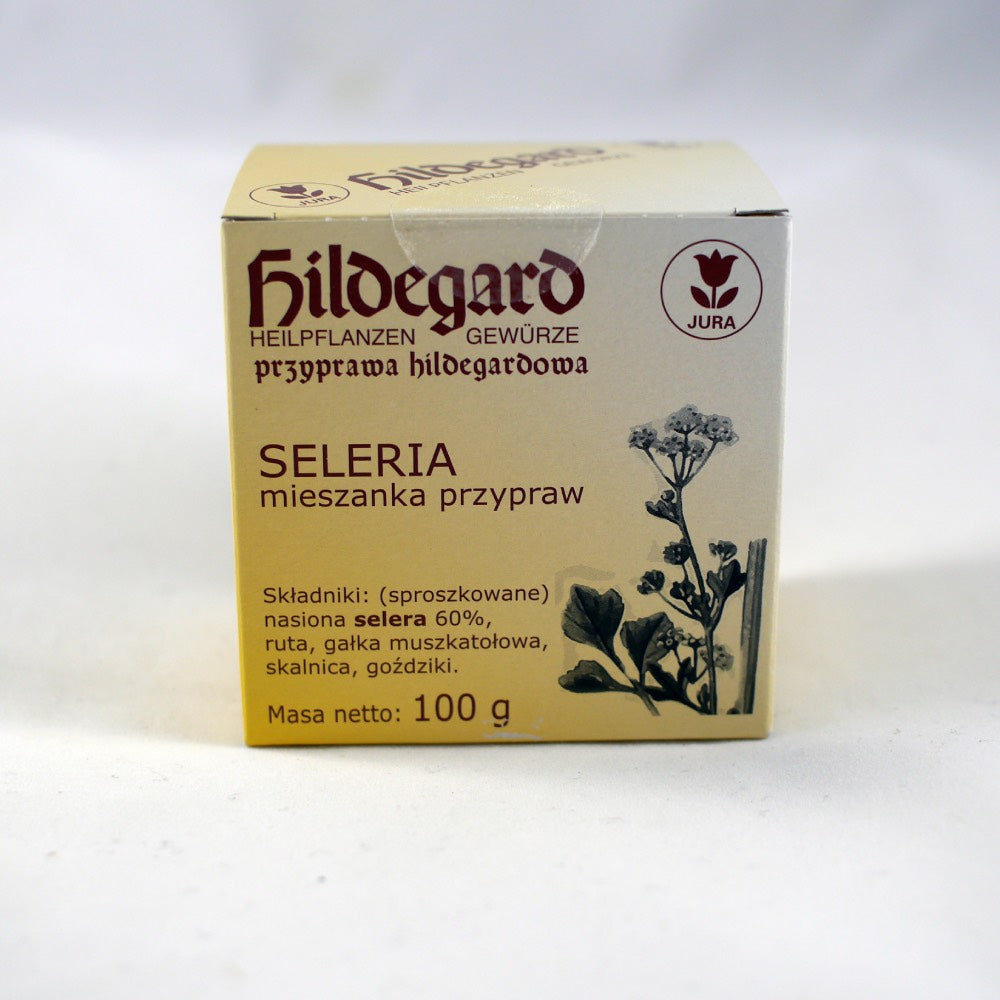 JURA
Hildegard
HEILPFLANZEN GEWÜRZE
Hildegard
HEILPFLANZEN GEWÜRZE
przyprawa hildegardowa
JURA
SELERIA
mieszanka przypraw
Składniki: (sproszkowane)
nasiona selera 60%,
ruta, gałka muszkatołowa,
skalnica, goździki.
Masa netto: 100 g